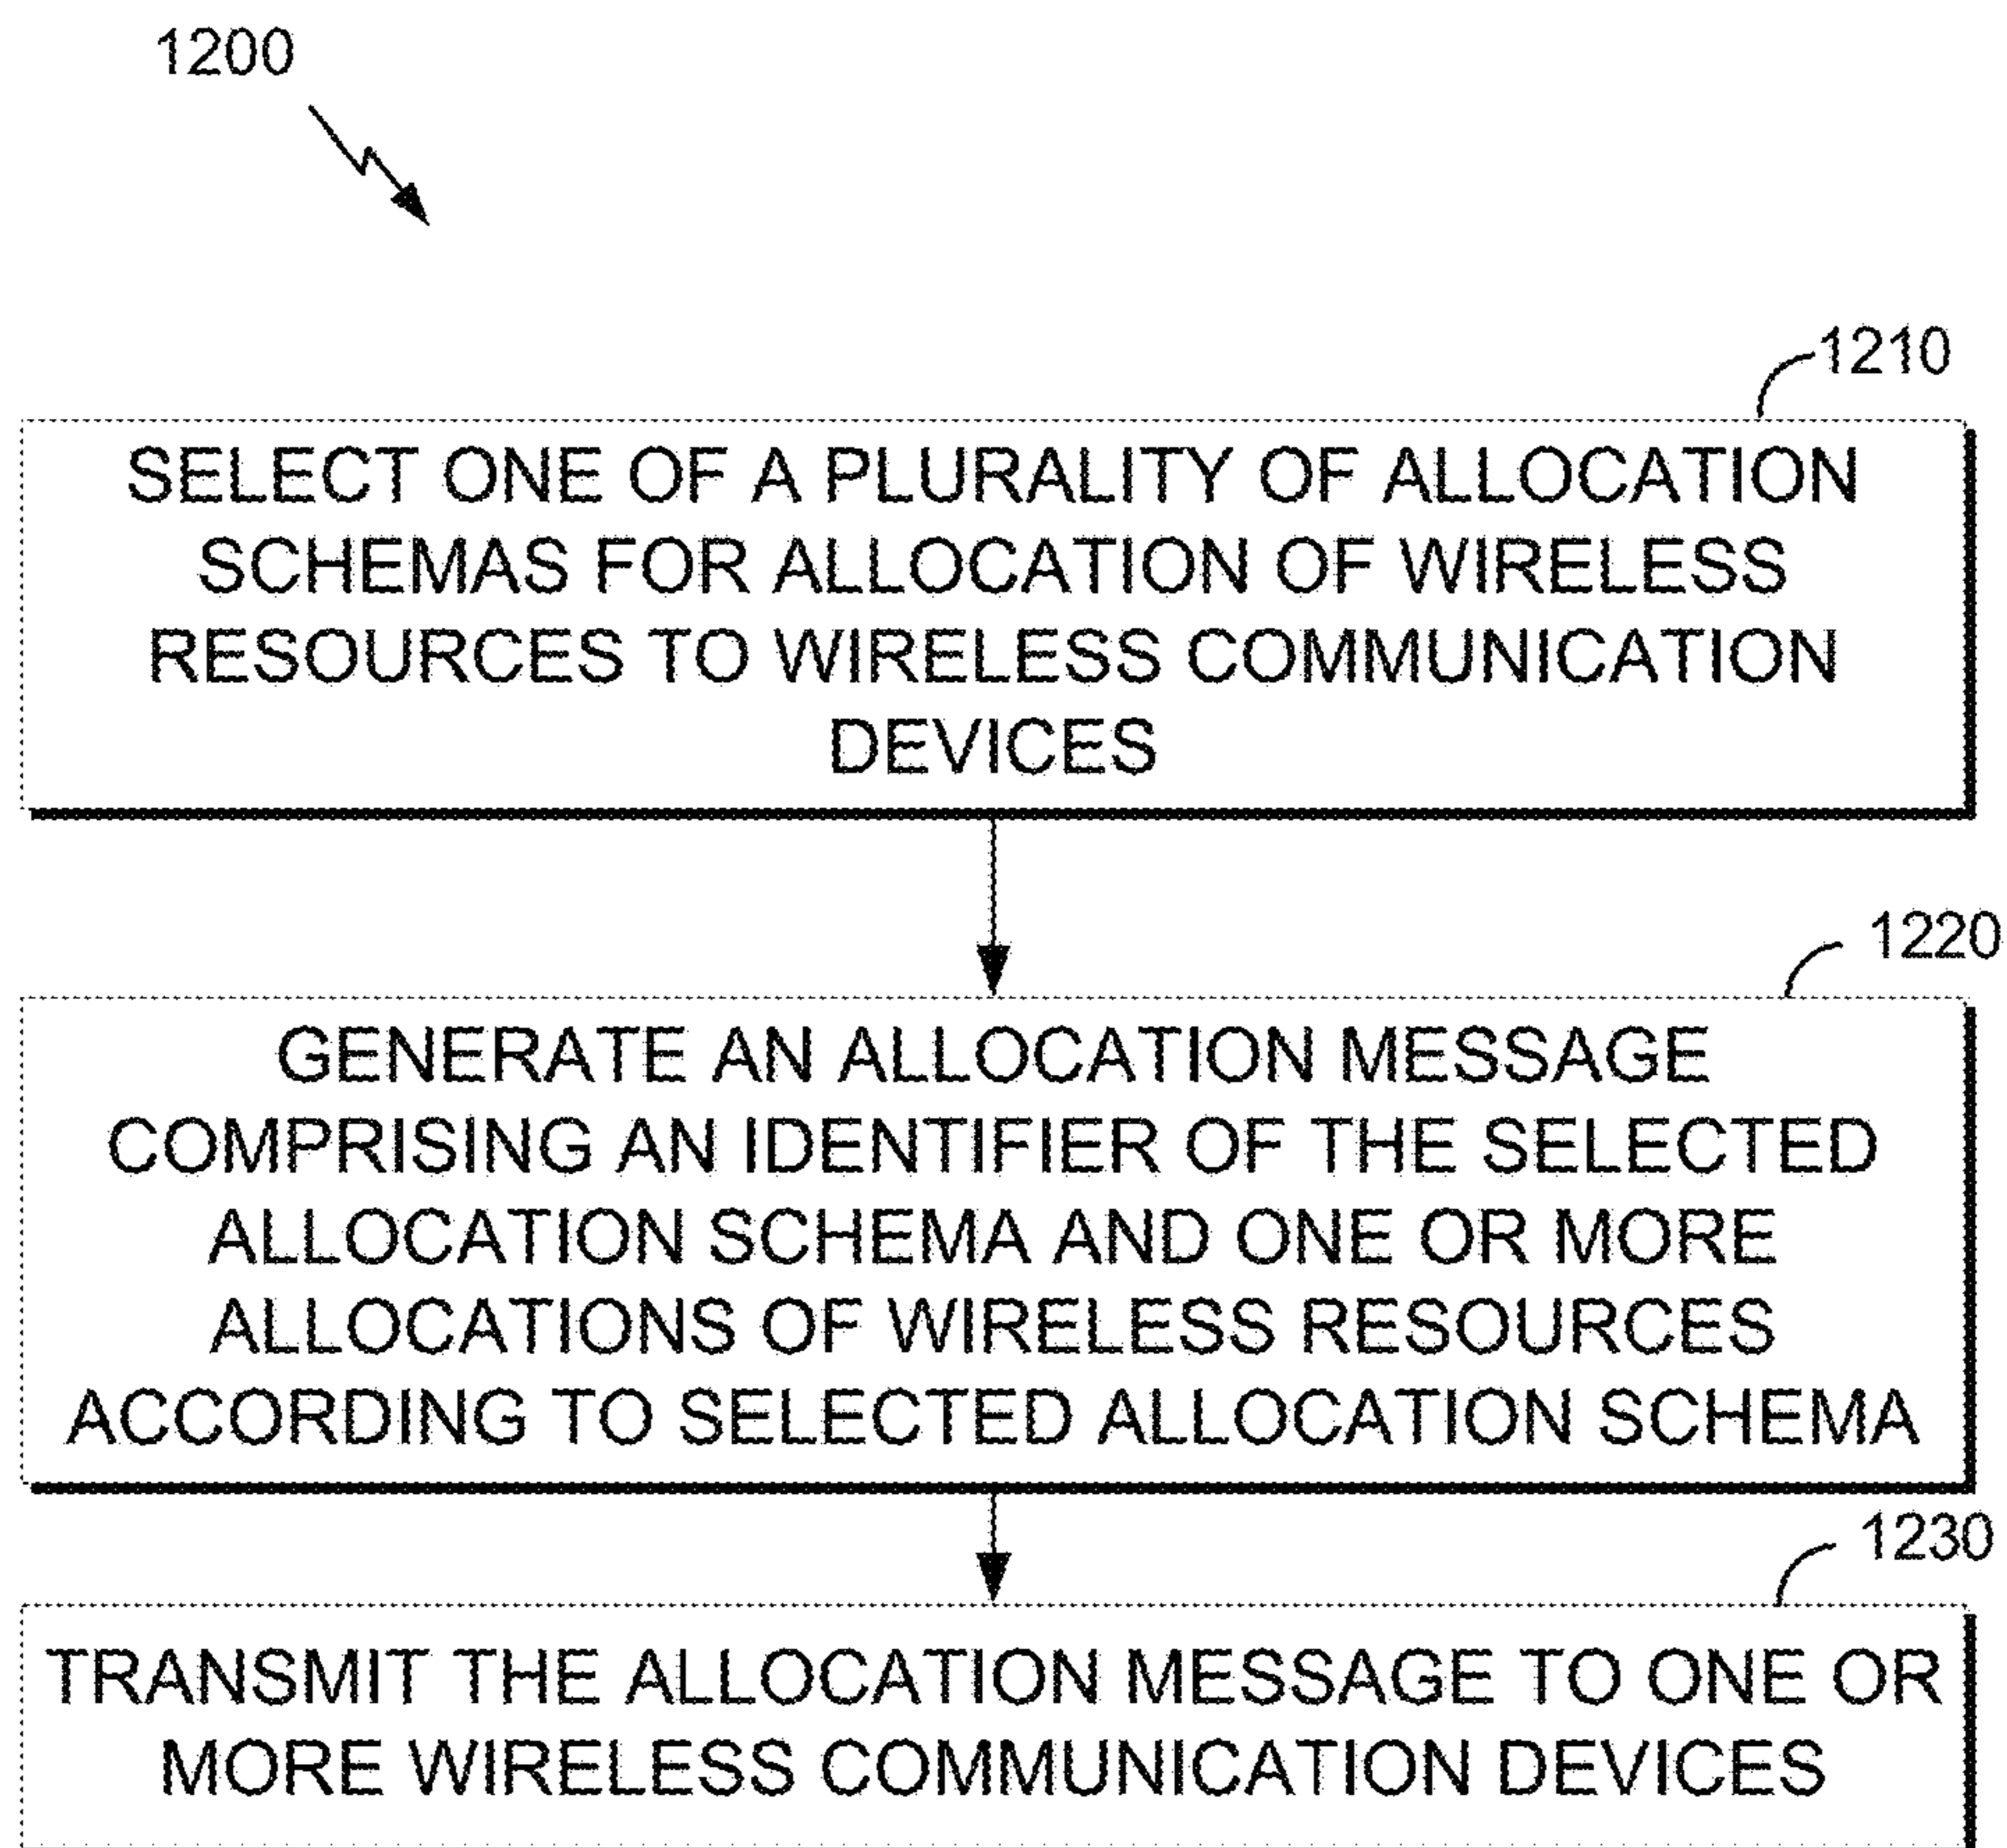 1200
1210
SELECT ONE OF A PLURALITY OF ALLOCATION
SCHEMAS FOR ALLOCATION OF WIRELESS
RESOURCES TO WIRELESS COMMUNICATION
DEVICES
1220
GENERATE AN ALLOCATION MESSAGE
COMPRISING AN IDENTIFIER OF THE SELECTED
ALLOCATION SCHEMA AND ONE OR MORE
ALLOCATIONS OF WIRELESS RESOURCES
ACCORDING TO SELECTED ALLOCATION SCHEMA
1230
TRANSMIT THE ALLOCATION MESSAGE TO ONE OR
MORE WIRELESS COMMUNICATION DEVICES